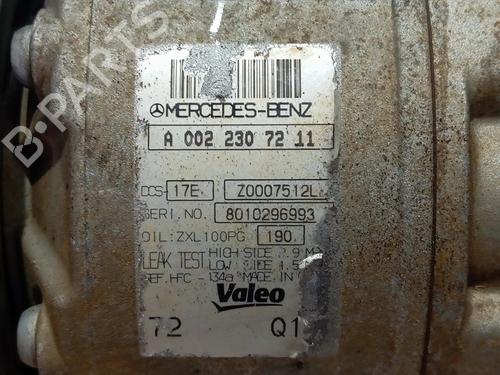 MERCEDES-BENZ
A 002 230 72 11
DCS-17E Z0007512L
SERI.NO. 8010296993
OIL:ZXL100PG 190
LEAK TEST HIGH SIDE
LOW SIDE
REF.HFC-134a MADE IN
Valeo
72 Q1
B-PARTS